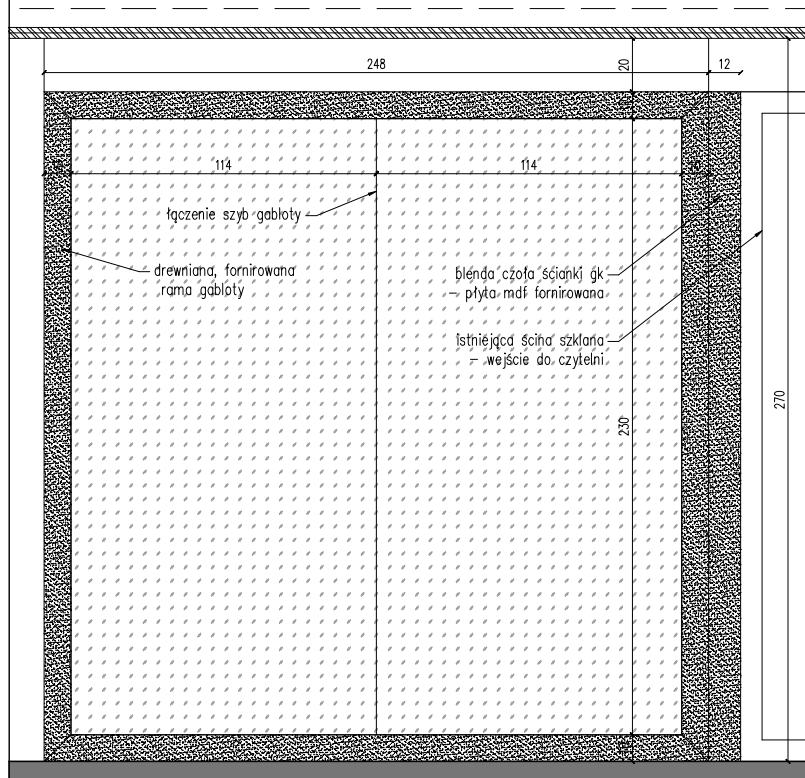 248
20
12
114
114
łączenie szyb gabloty
drewniana, fornirowana
rama gabloty
blenda czoła ścianki gk
– płyta mdf fornirowana
istniejąca ścina szklana
– wejście do czytelni
230
270